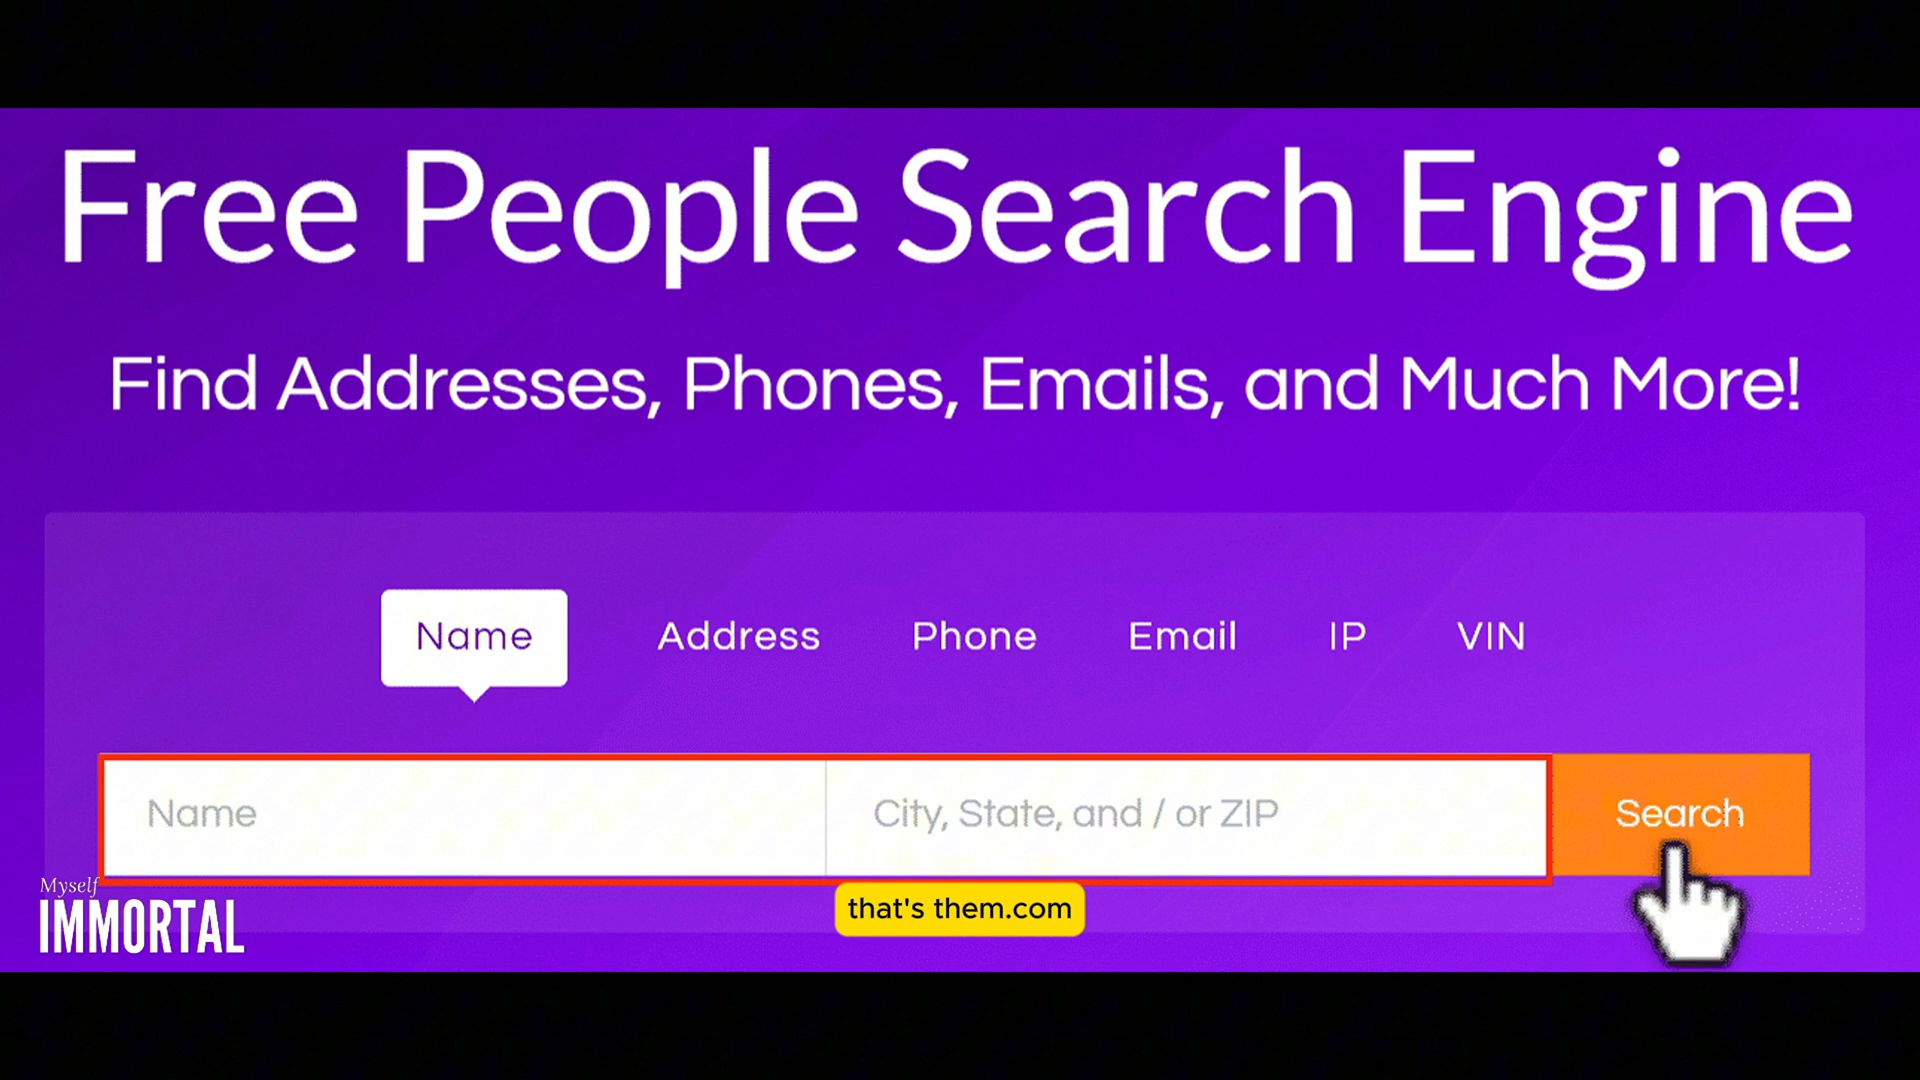 Free People Search Engine
Find Addresses, Phones, Emails, and Much More!
Name Address Phone Email IP VIN
Name City, State, and / or ZIP Search
that's them.com
Myself
IMMORTAL